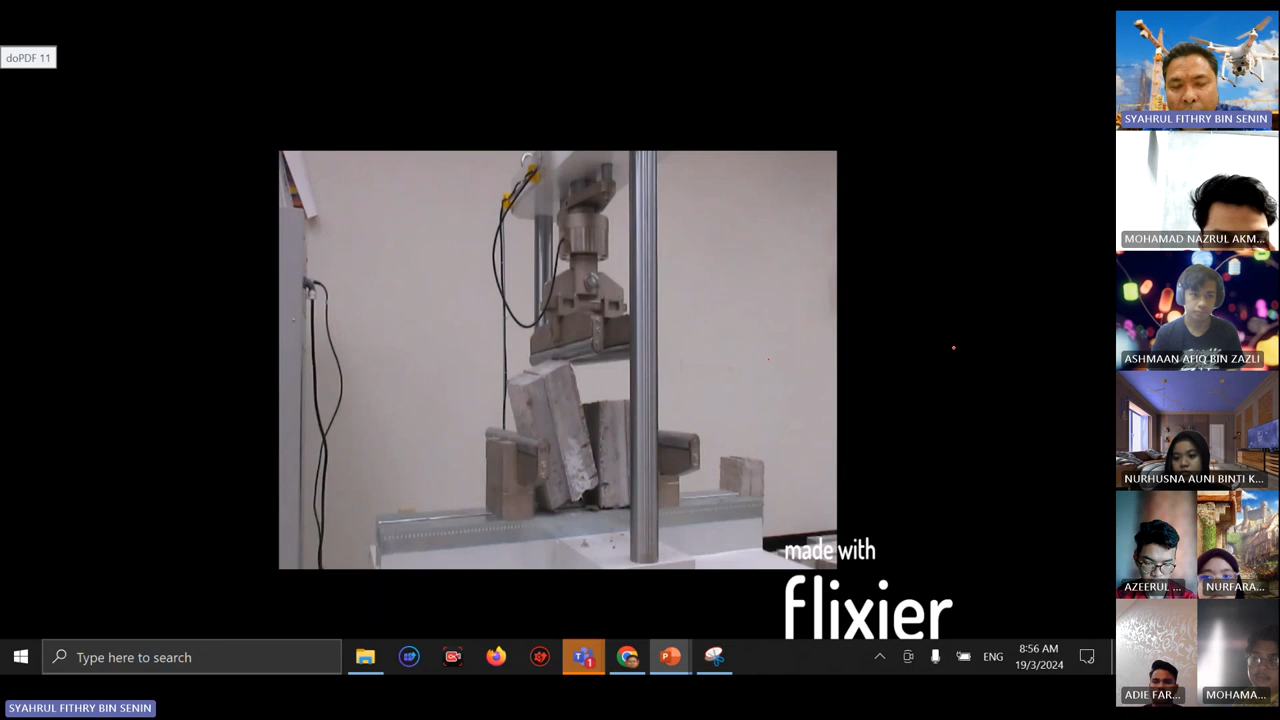 doPDF 11
SYAHRUL FITHRY BIN SENIN
MOHAMAD NAZRUL AKM...
ASHMAAN AFIQ BIN ZAZLI
NURHUSNA AUNI BINTI K...
AZEERUL ...
NURFARA...
ADIE FAR...
MOHAMA...
made with
flixier
Type here to search
1
ENG
8:56 AM
19/3/2024
SYAHRUL FITHRY BIN SENIN